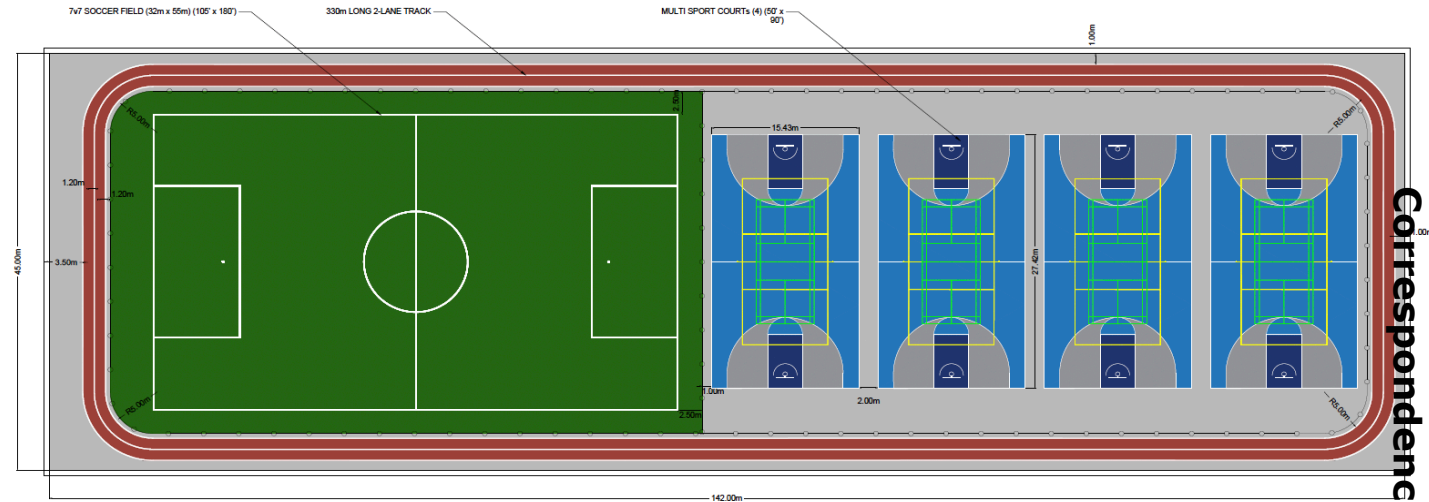 7v7 SOCCER FIELD (32m x 55m) (105' x 180')
330m LONG 2-LANE TRACK
MULTI SPORT COURTs (4) (50' x
90')
1.00m
R5.00m
2.50m
15.43m
R5.00m
1.20m
1.20m
45.00m
3.50m
27.42m
Correspondenc
.00m
R5.00m
1.00m
2.00m
2.50m
R5.00m
142.00m